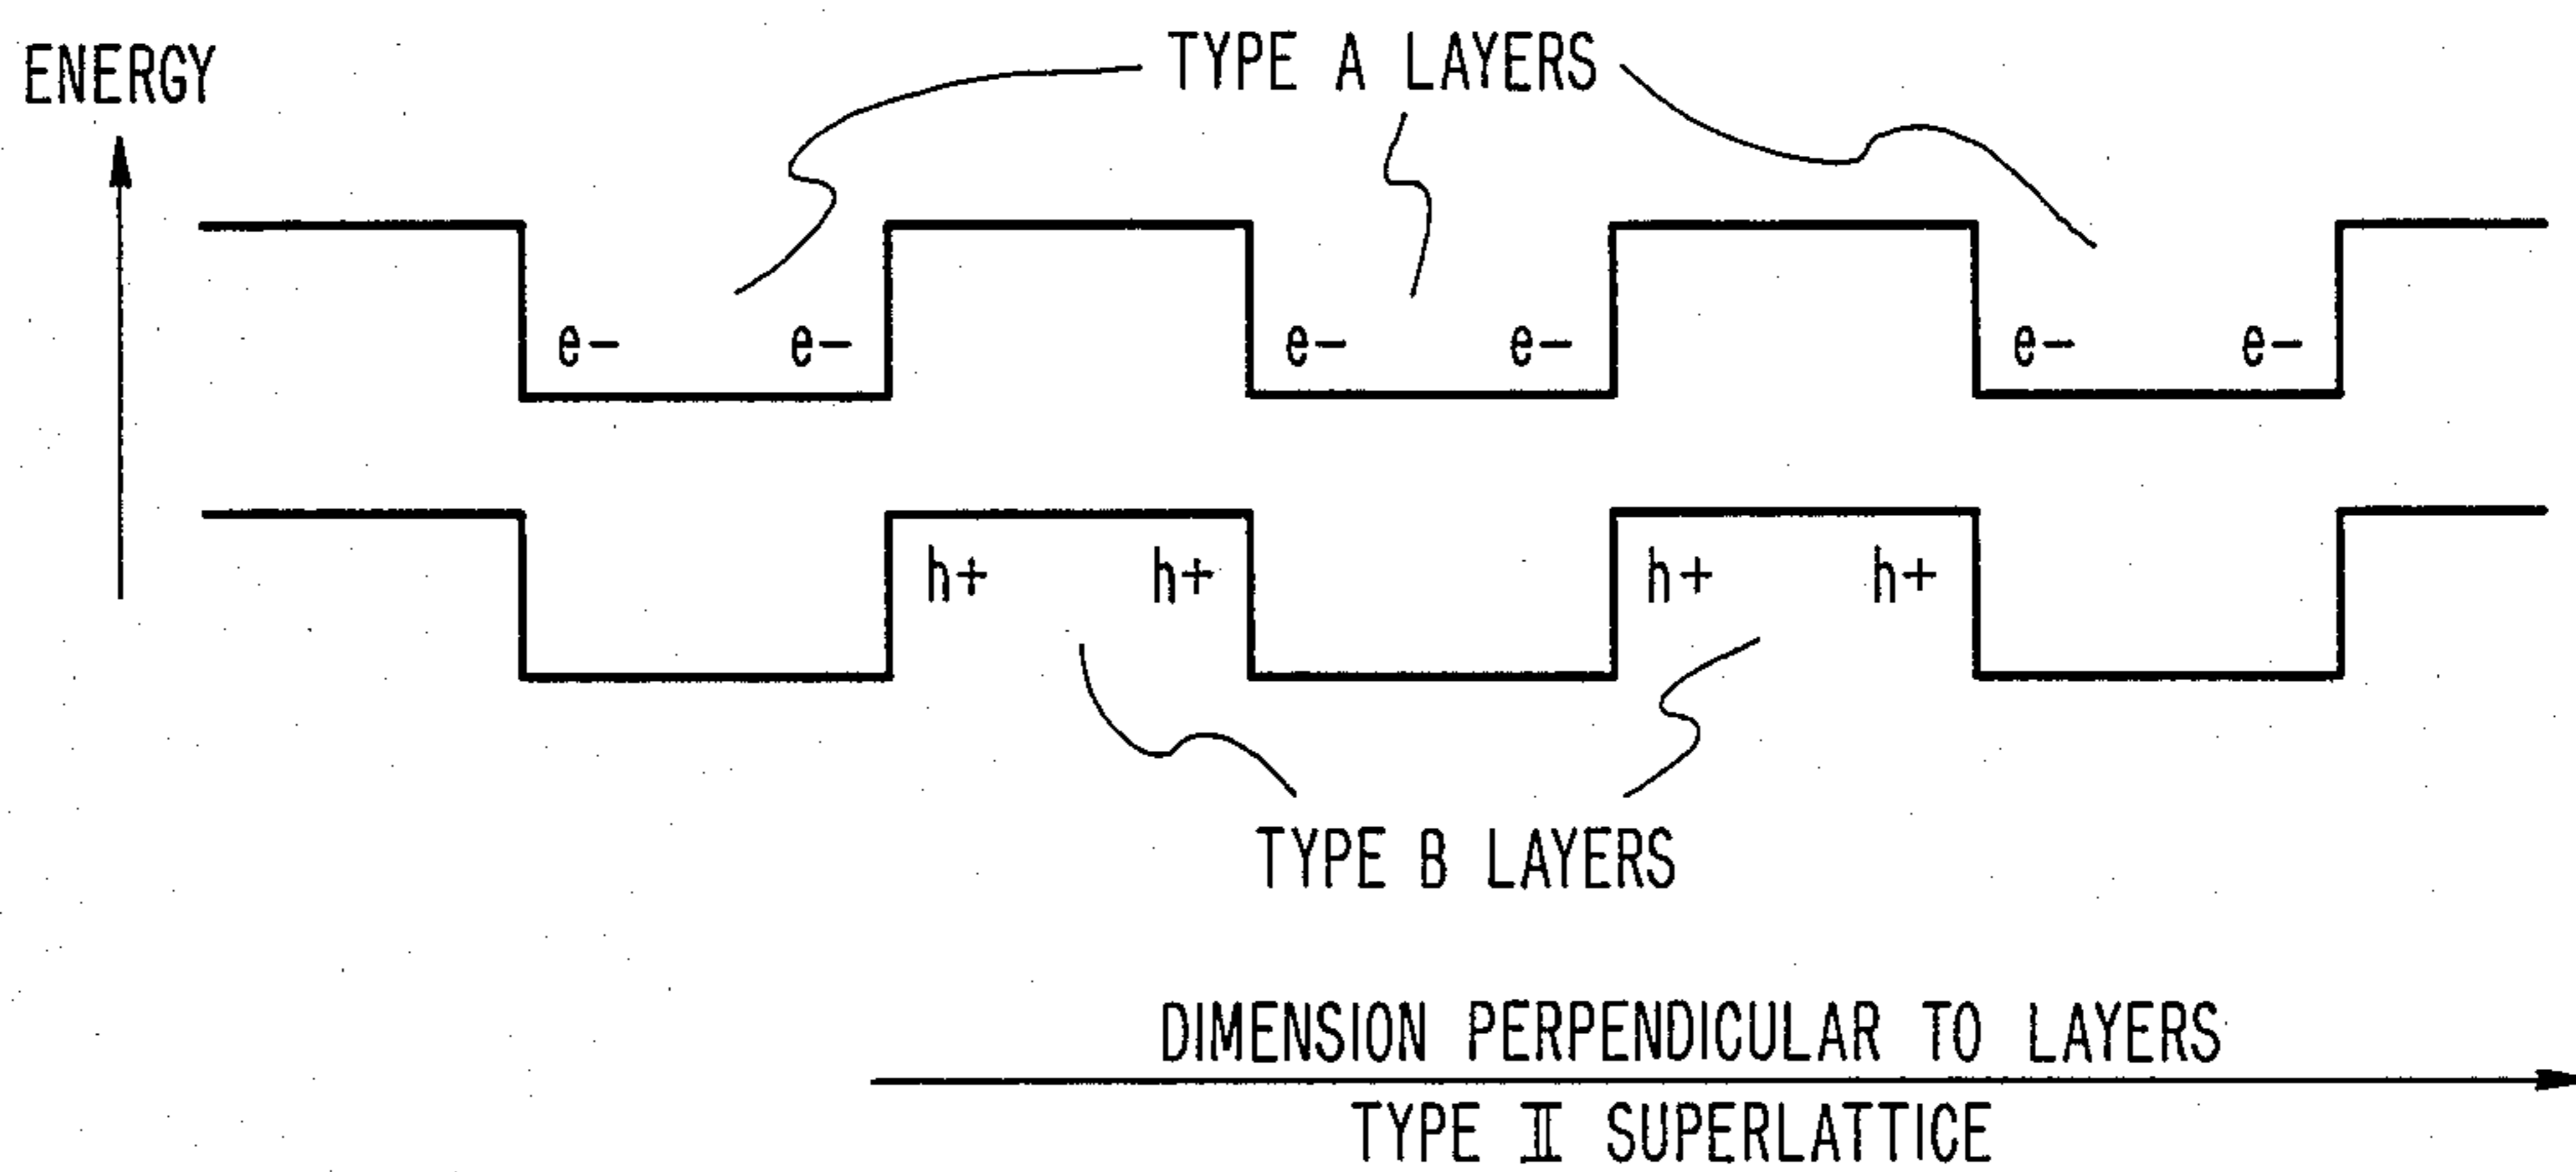 ENERGY
TYPE A LAYERS
e- e- e- e- e- e-
h+ h+ h+ h+
TYPE B LAYERS
DIMENSION PERPENDICULAR TO LAYERS
TYPE II SUPERLATTICE